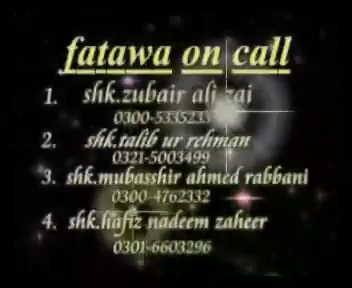 fatawa on call
1. shk.zubair ali zai
0300-5335233
2. shk.talib ur rehman
0321-5003499
3. shk.mubasshir ahmed rabbani
0300-4762332
4. shk.hafiz nadeem zaheer
0301-6603296